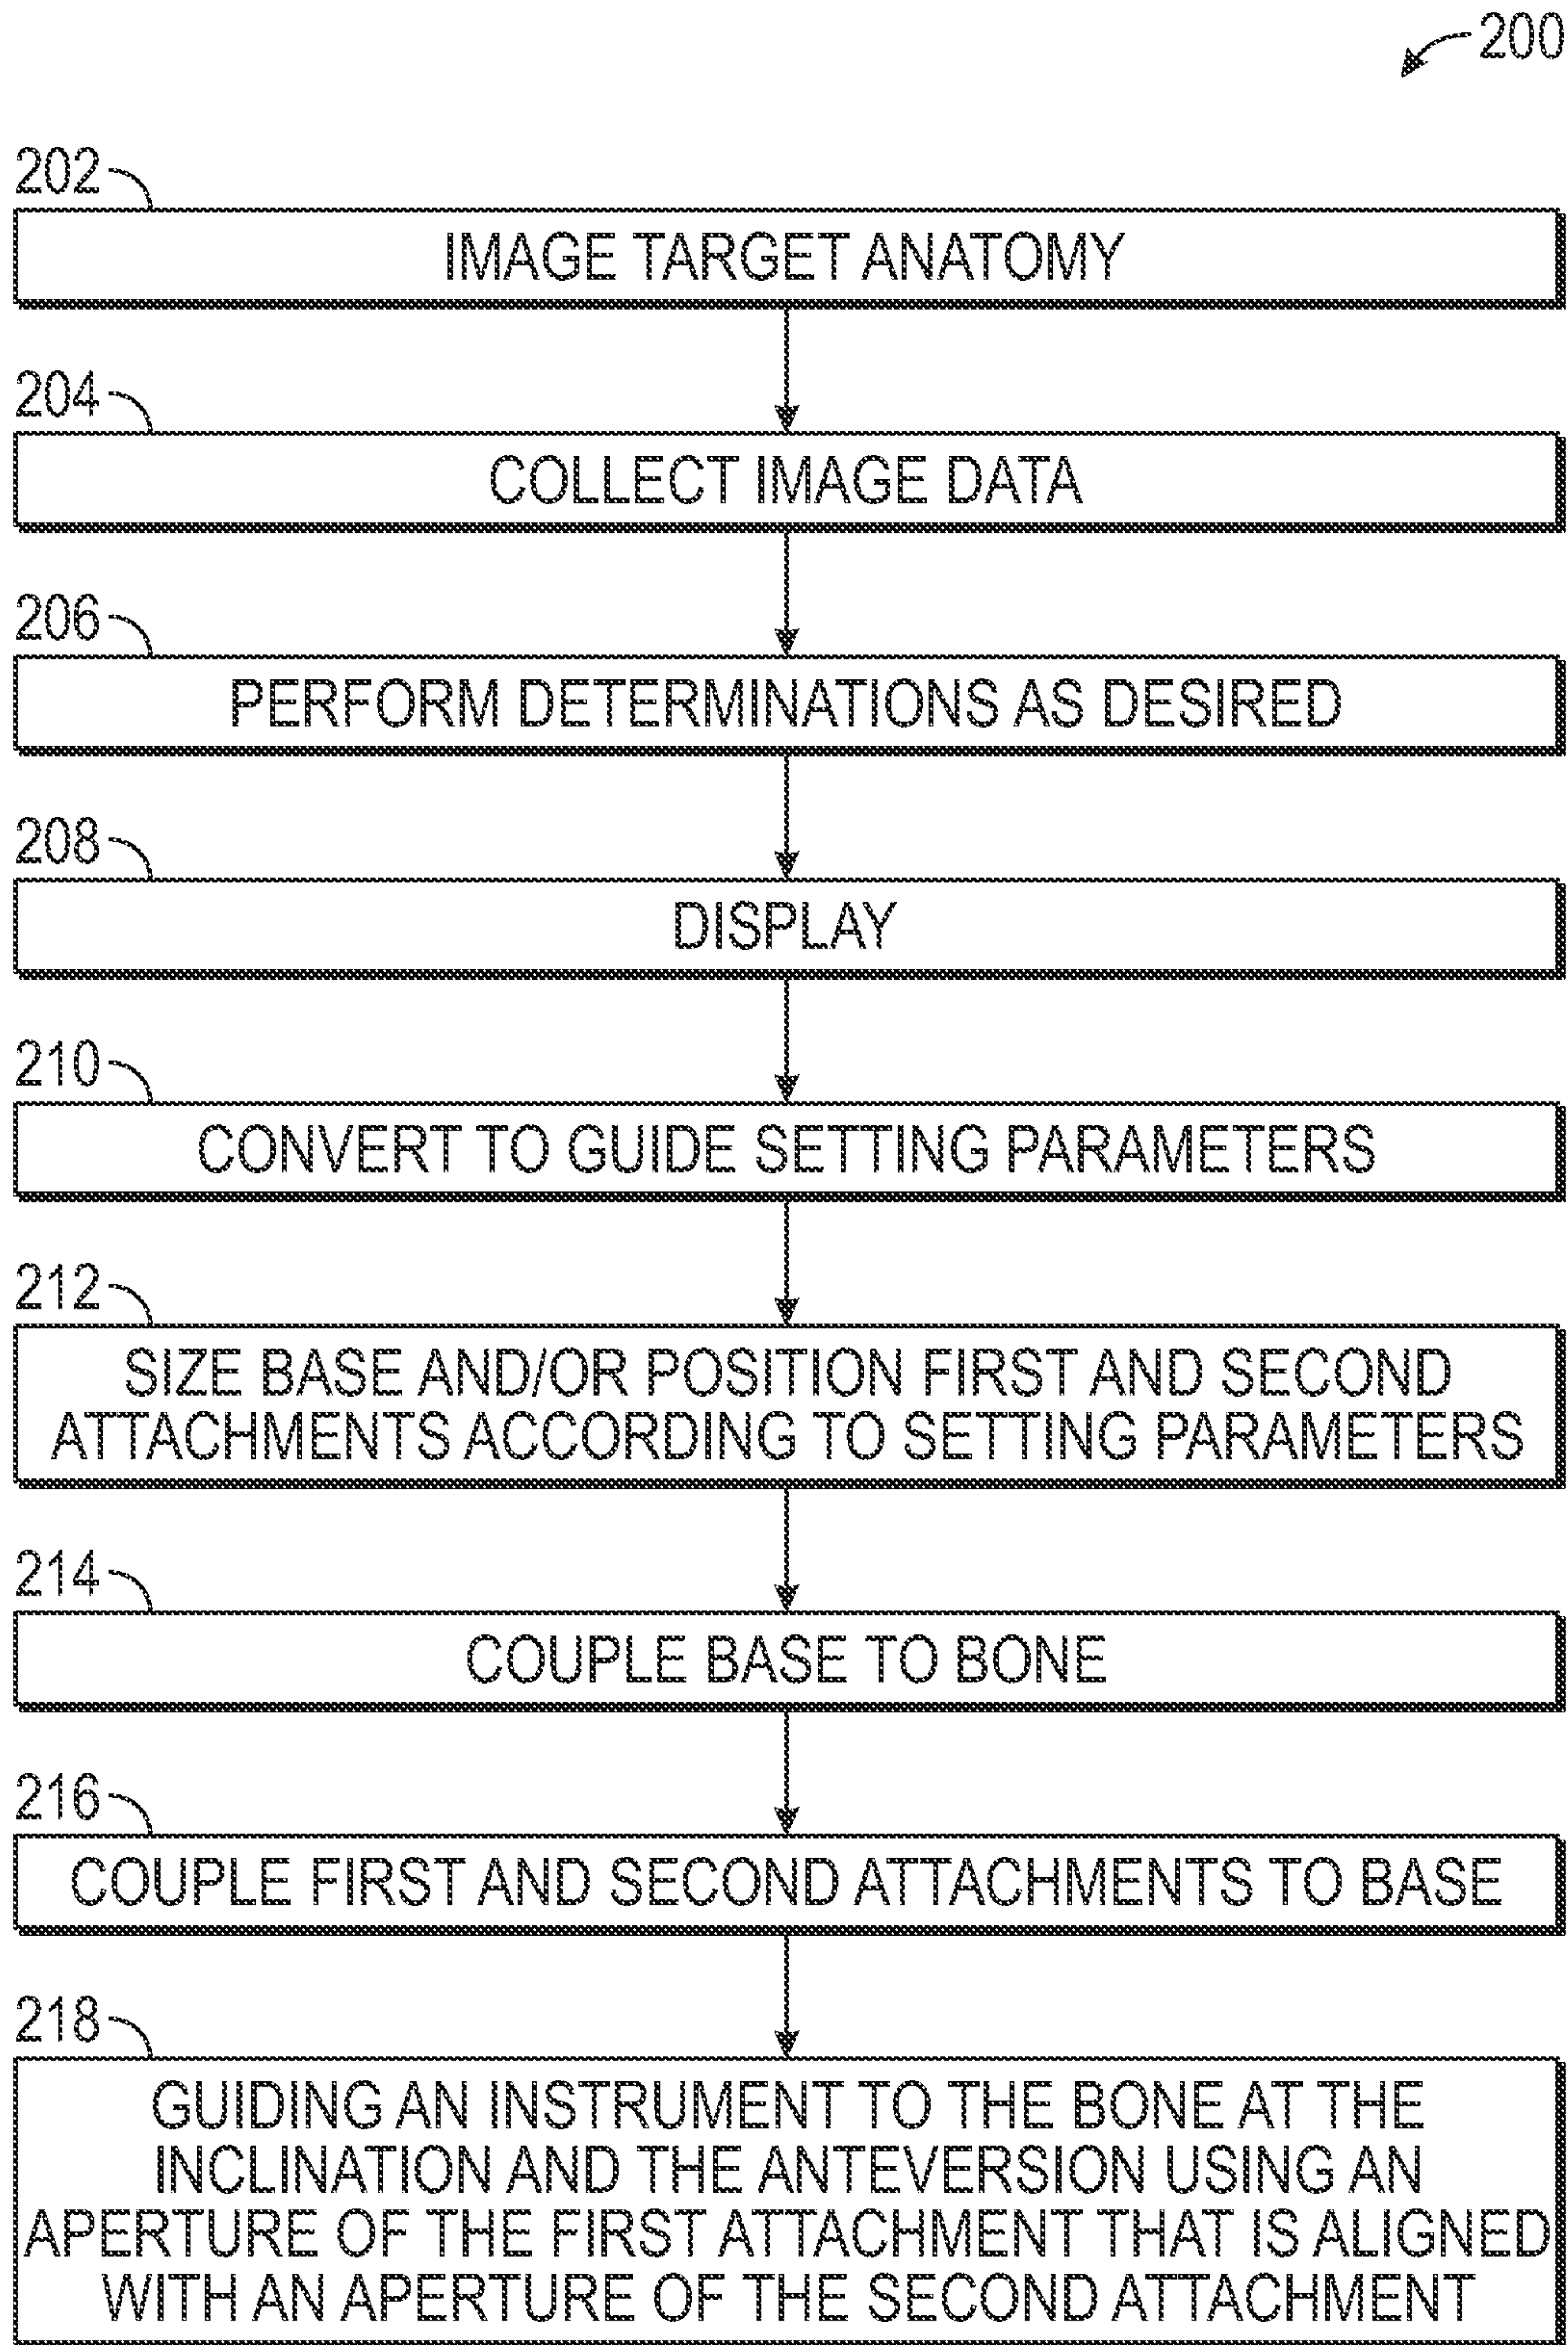 200
202
IMAGE TARGET ANATOMY
204
COLLECT IMAGE DATA
206
PERFORM DETERMINATIONS AS DESIRED
208
DISPLAY
210
CONVERT TO GUIDE SETTING PARAMETERS
212
SIZE BASE AND/OR POSITION FIRST AND SECOND
ATTACHMENTS ACCORDING TO SETTING PARAMETERS
214
COUPLE BASE TO BONE
216
COUPLE FIRST AND SECOND ATTACHMENTS TO BASE
218
GUIDING AN INSTRUMENT TO THE BONE AT THE
INCLINATION AND THE ANTEVERSION USING AN
APERTURE OF THE FIRST ATTACHMENT THAT IS ALIGNED
WITH AN APERTURE OF THE SECOND ATTACHMENT